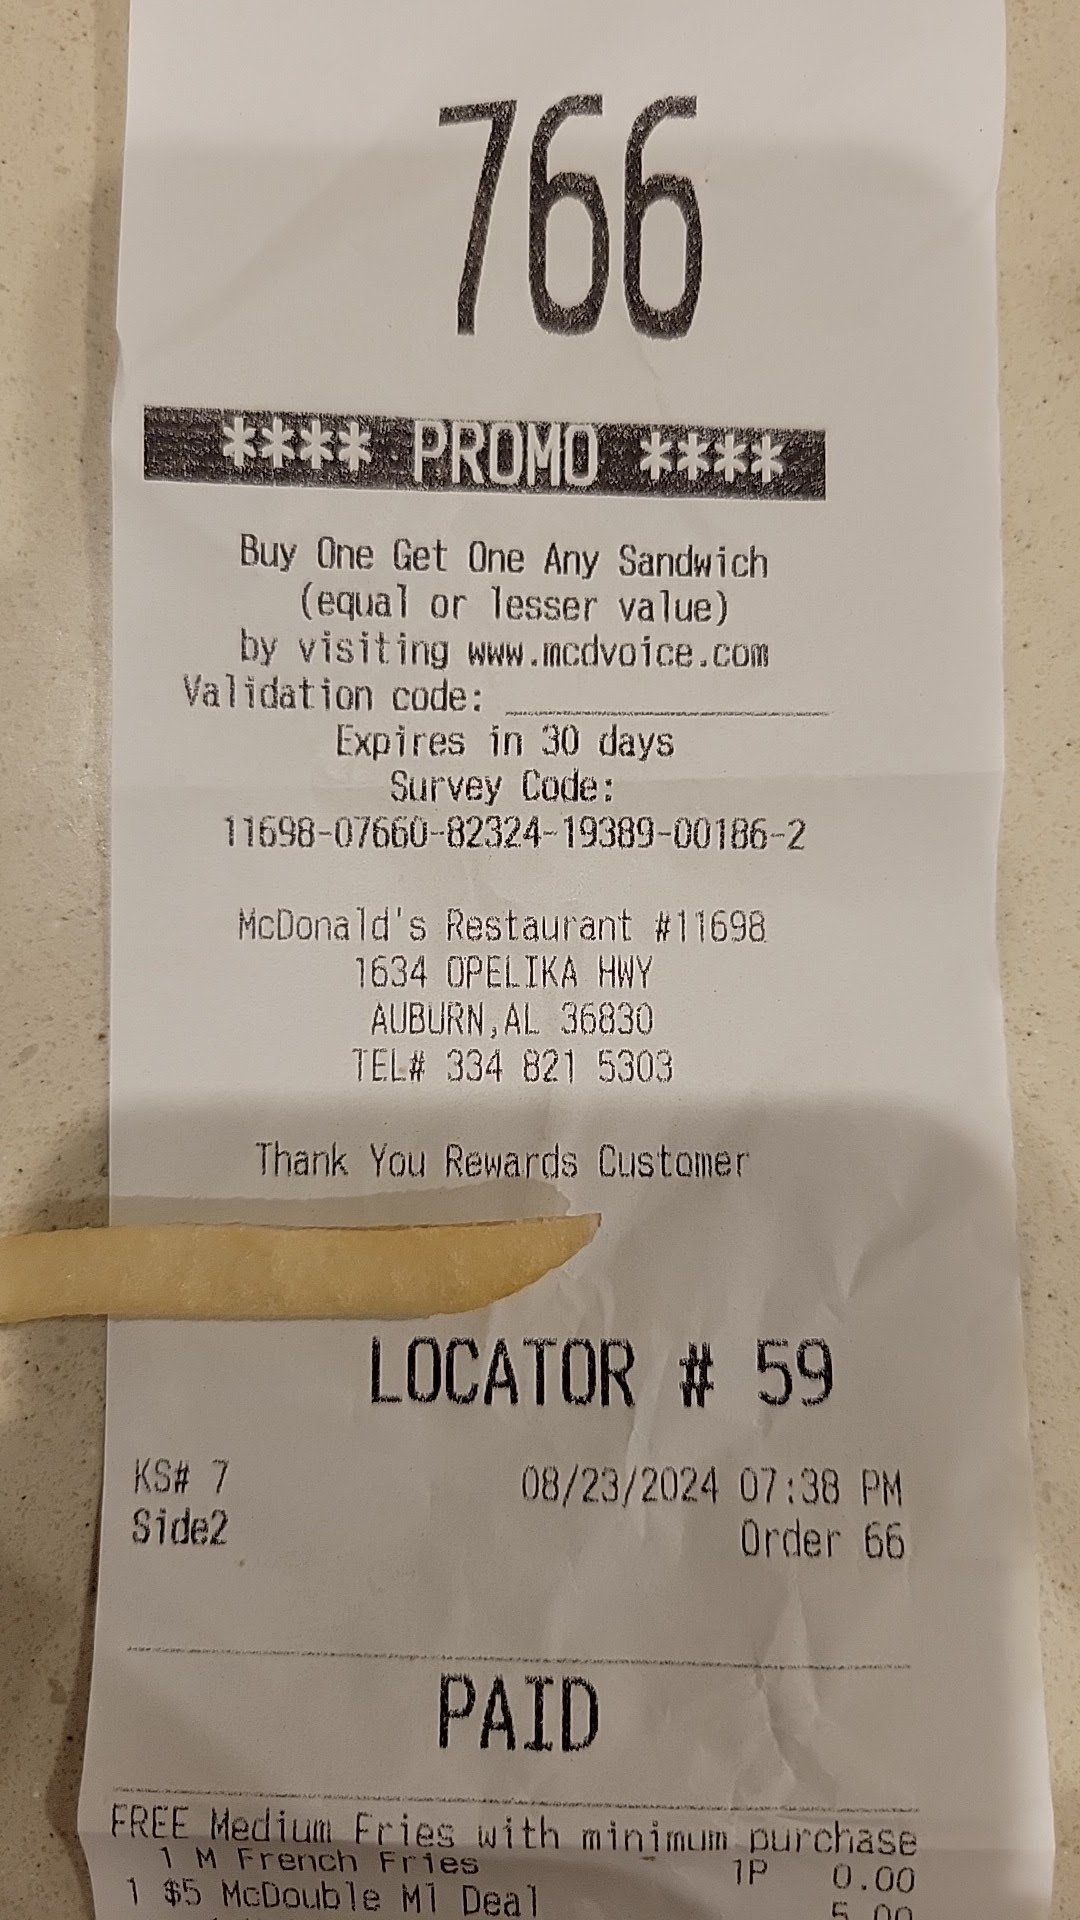 766
**** PROMO ****
Buy One Get One Any Sandwich
(equal or lesser value)
by visiting www.mcdvoice.com
Validation code: ________________
Expires in 30 days
Survey Code:
11698-07660-82324-19389-00186-2
McDonald's Restaurant #11698
1634 OPELIKA HWY
AUBURN,AL 36830
TEL# 334 821 5303
Thank You Rewards Customer
LOCATOR # 59
KS# 7 08/23/2024 07:38 PM
Side2 Order 66
PAID
FREE Medium Fries with minimum purchase
1 M French Fries 1P 0.00
1 $5 McDouble Ml Deal 5.00